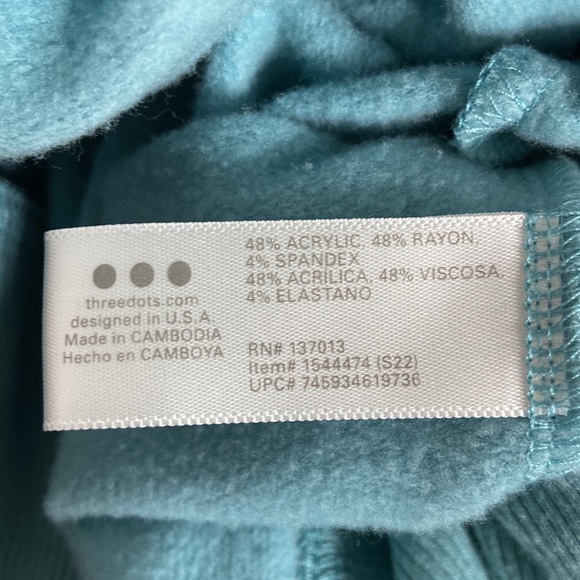 threedots.com
designed in U.S.A.
Made in CAMBODIA
Hecho en CAMBOYA
48% ACRYLIC, 48% RAYON,
4% SPANDEX
48% ACRÍLICA, 48% VISCOSA,
4% ELASTANO
RN# 137013
Item# 1544474 (S22)
UPC# 745934619736